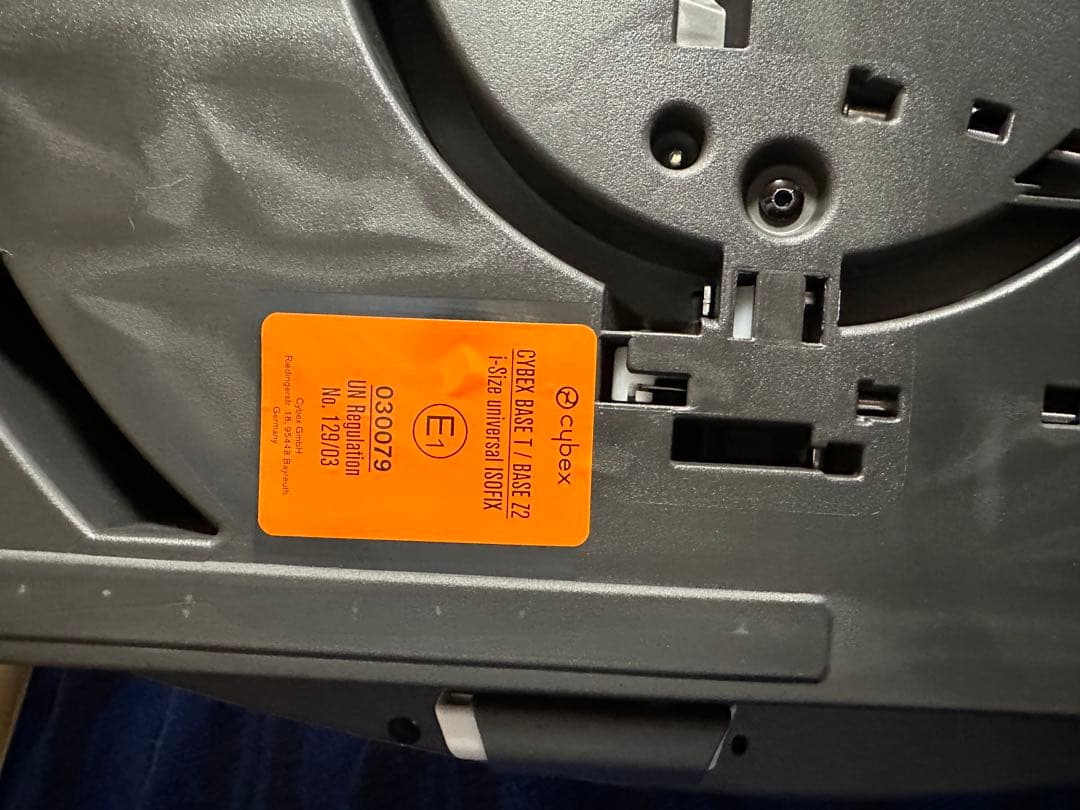 cybex
CYBEX BASE T / BASE Z2
i-Size universal ISOFIX
E1
030079
UN Regulation
No. 129/03
Cybex GmbH
Riedingerstr. 18, 95448 Bayreuth
Germany